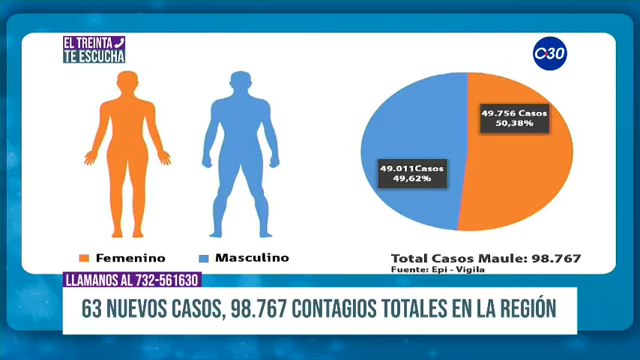 EL TREINTA
TE ESCUCHA
C30
49.756 Casos
50,38%
49.011Casos
49,62%
Femenino
Masculino
Total Casos Maule: 98.767
Fuente: Epi - Vigila
LLAMANOS AL 732-561630
63 NUEVOS CASOS, 98.767 CONTAGIOS TOTALES EN LA REGIÓN